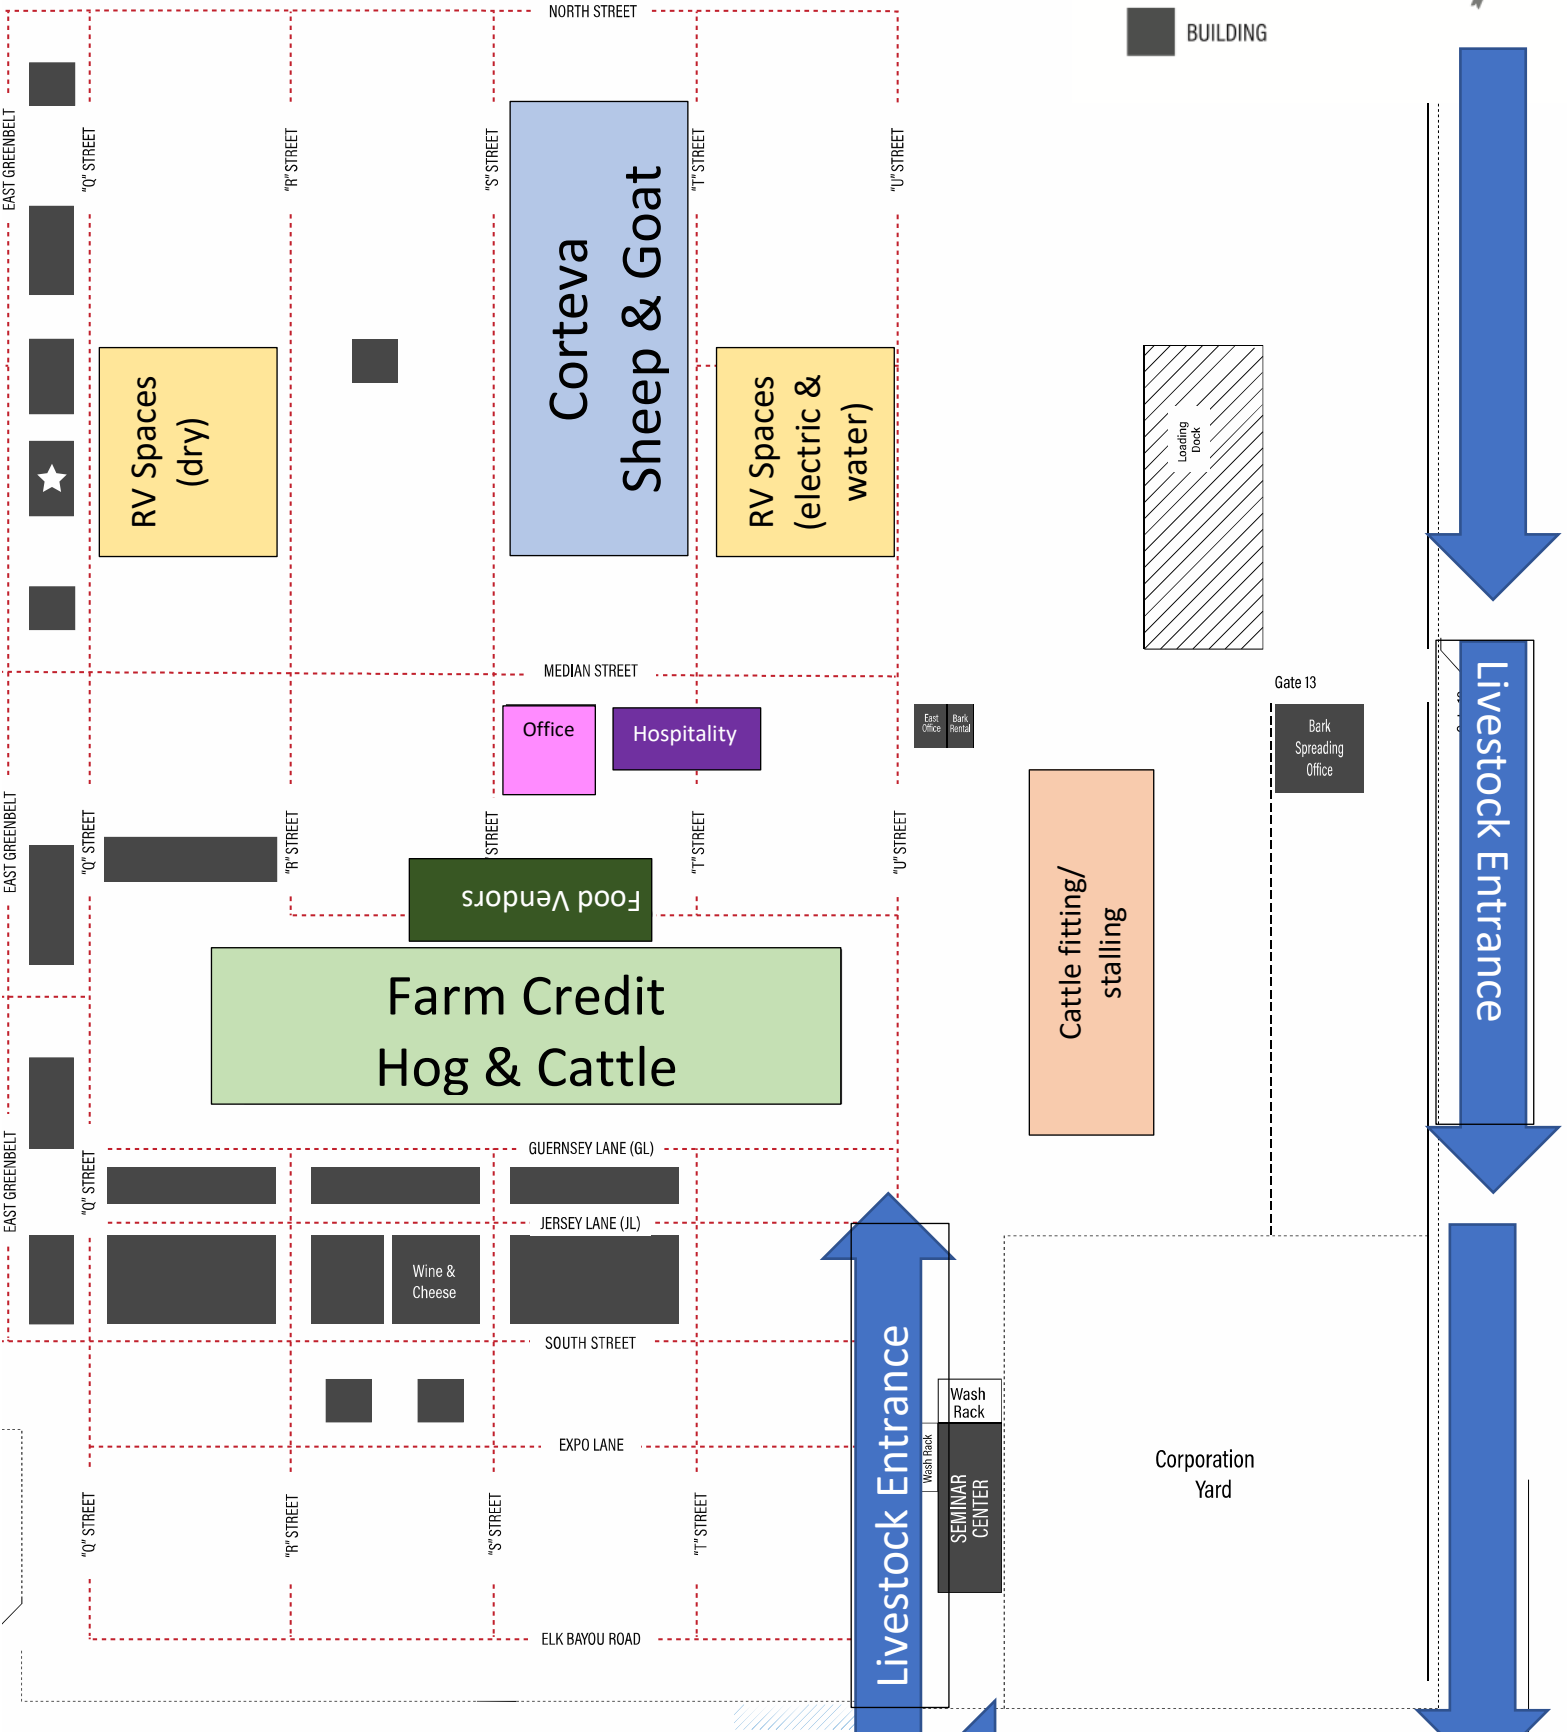 NORTH STREET
BUILDING
EAST GREENBELT
"Q" STREET
"R" STREET
"S" STREET
"T" STREET
"U" STREET
Corteva
Sheep & Goat
RV Spaces
(dry)
RV Spaces
(electric &
water)
Loading
Dock
MEDIAN STREET
Gate 13
Office
Hospitality
East
Office
Bark
Rental
Bark
Spreading
Office
Livestock Entrance
EAST GREENBELT
"Q" STREET
"R" STREET
STREET
"T" STREET
"U" STREET
Food Vendors
Cattle fitting/
stalling
Farm Credit
Hog & Cattle
EAST GREENBELT
"Q" STREET
GUERNSEY LANE (GL)
JERSEY LANE (JL)
Wine &
Cheese
SOUTH STREET
Livestock Entrance
Wash
Rack
Wash Rack
SEMINAR
CENTER
Corporation
Yard
EXPO LANE
"Q" STREET
"R" STREET
"S" STREET
"T" STREET
ELK BAYOU ROAD